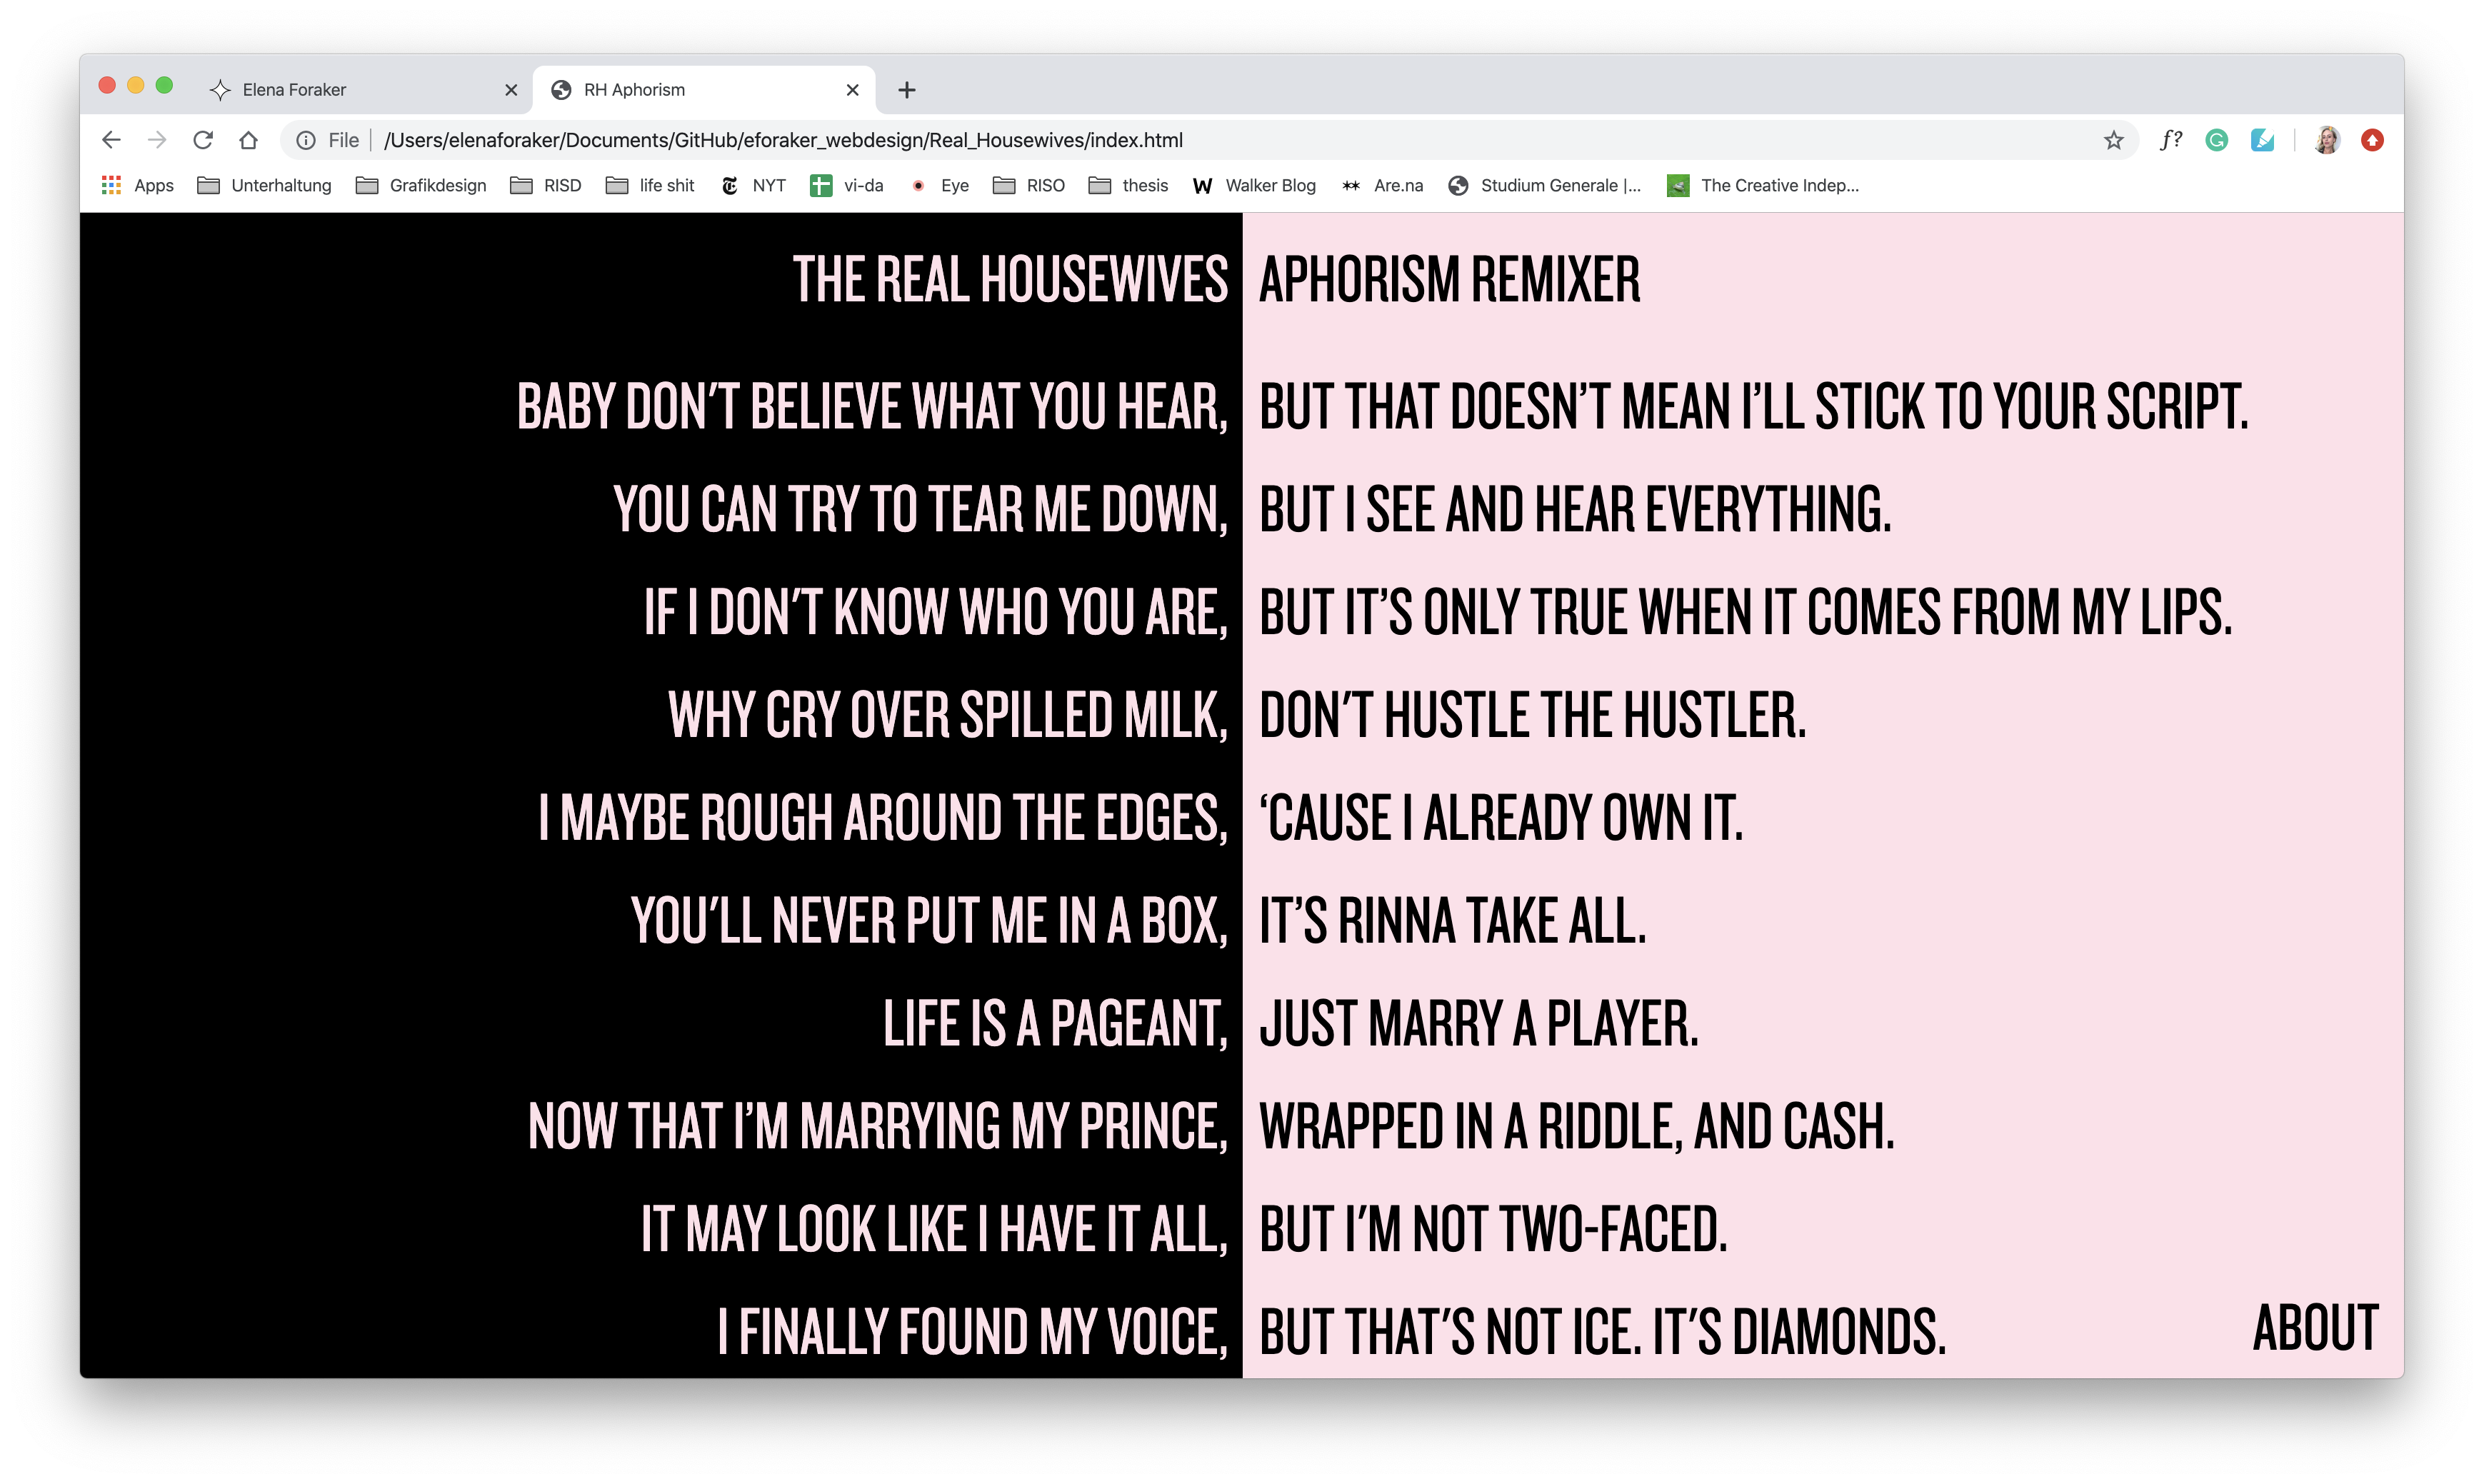 Elena Foraker
RH Aphorism
File /Users/elenaforaker/Documents/GitHub/eforaker_webdesign/Real_Housewives/index.html
f?
Apps Unterhaltung Grafikdesign RISD life shit NYT vi-da Eye RISO thesis Walker Blog Are.na Studium Generale |... The Creative Indep...
THE REAL HOUSEWIVES APHORISM REMIXER
BABY DON'T BELIEVE WHAT YOU HEAR, BUT THAT DOESN’T MEAN I’LL STICK TO YOUR SCRIPT.
YOU CAN TRY TO TEAR ME DOWN, BUT I SEE AND HEAR EVERYTHING.
IF I DON'T KNOW WHO YOU ARE, BUT IT’S ONLY TRUE WHEN IT COMES FROM MY LIPS.
WHY CRY OVER SPILLED MILK, DON'T HUSTLE THE HUSTLER.
I MAYBE ROUGH AROUND THE EDGES, ‘CAUSE I ALREADY OWN IT.
YOU'LL NEVER PUT ME IN A BOX, IT’S RINNA TAKE ALL.
LIFE IS A PAGEANT, JUST MARRY A PLAYER.
NOW THAT I’M MARRYING MY PRINCE, WRAPPED IN A RIDDLE, AND CASH.
IT MAY LOOK LIKE I HAVE IT ALL, BUT I'M NOT TWO-FACED.
I FINALLY FOUND MY VOICE, BUT THAT'S NOT ICE. IT'S DIAMONDS.
ABOUT